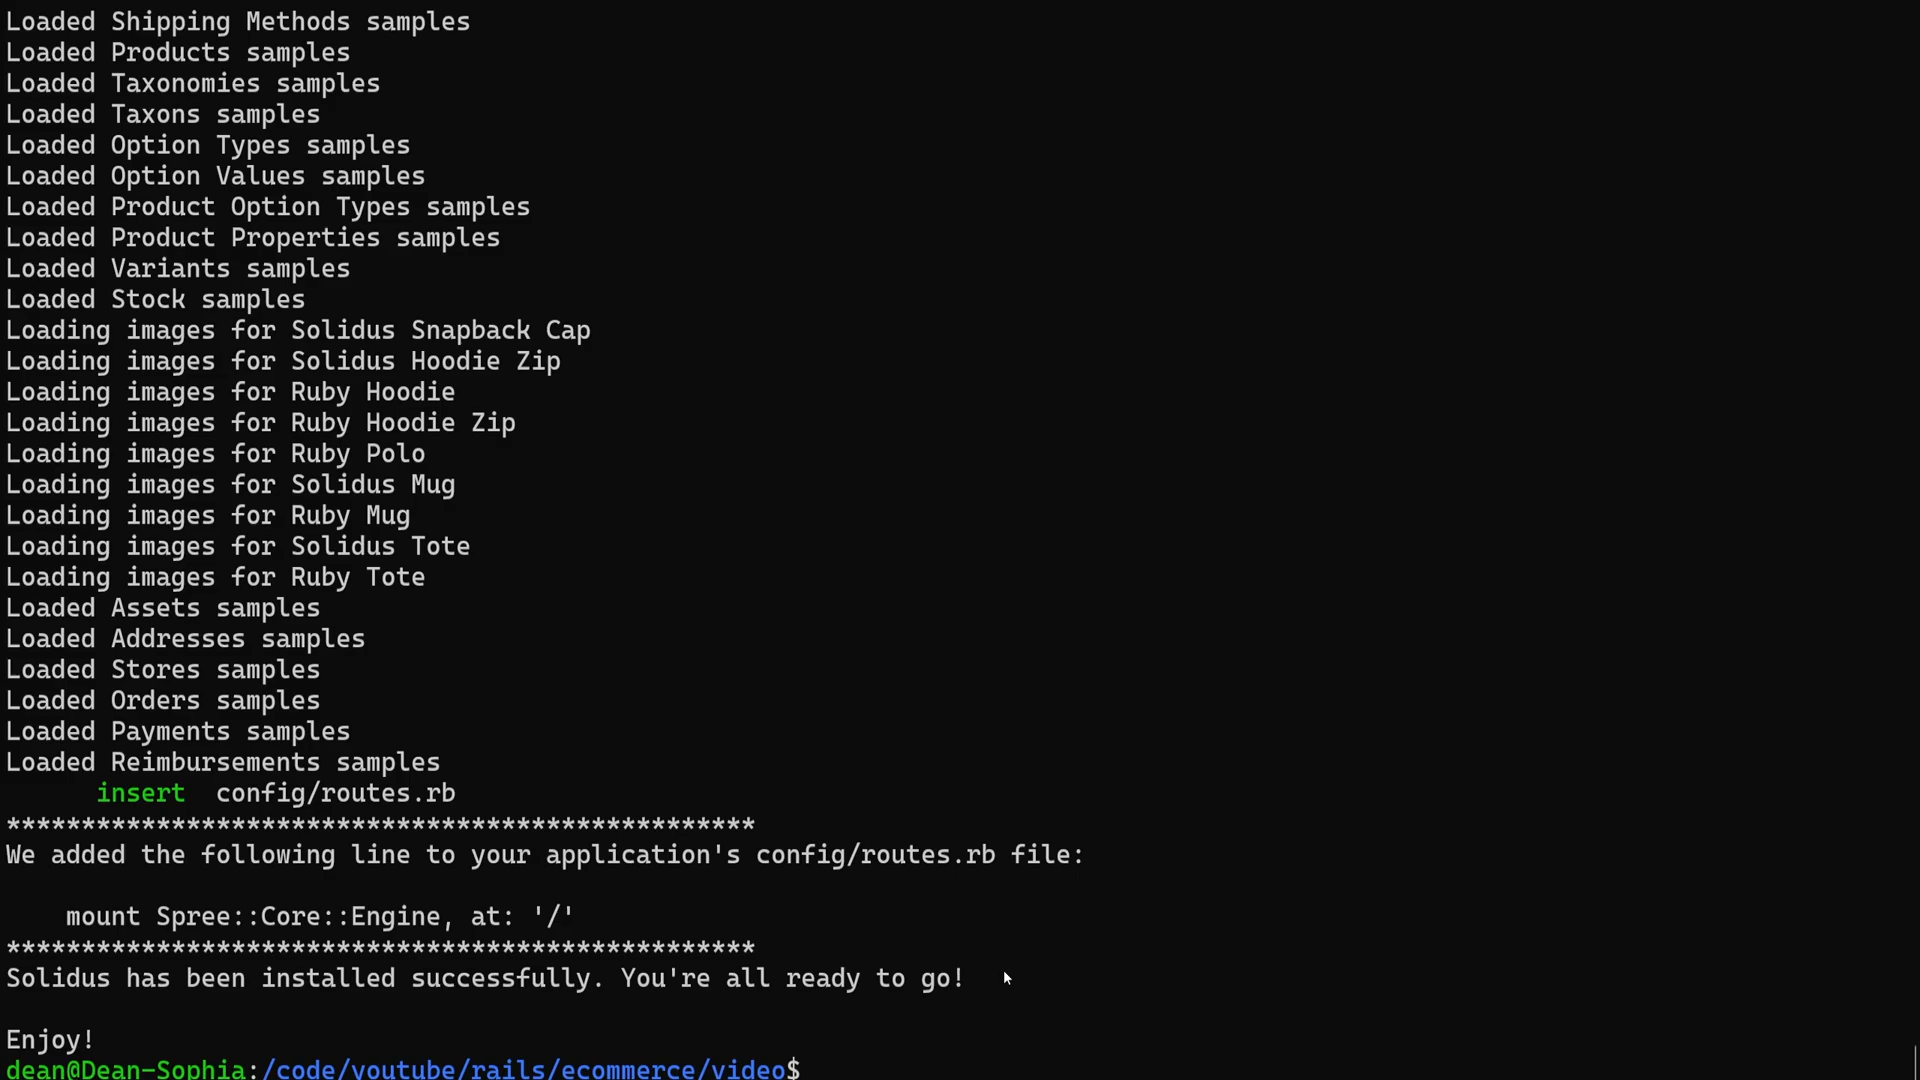 Loaded Shipping Methods samples
Loaded Products samples
Loaded Taxonomies samples
Loaded Taxons samples
Loaded Option Types samples
Loaded Option Values samples
Loaded Product Option Types samples
Loaded Product Properties samples
Loaded Variants samples
Loaded Stock samples
Loading images for Solidus Snapback Cap
Loading images for Solidus Hoodie Zip
Loading images for Ruby Hoodie
Loading images for Ruby Hoodie Zip
Loading images for Ruby Polo
Loading images for Solidus Mug
Loading images for Ruby Mug
Loading images for Solidus Tote
Loading images for Ruby Tote
Loaded Assets samples
Loaded Addresses samples
Loaded Stores samples
Loaded Orders samples
Loaded Payments samples
Loaded Reimbursements samples
      insert  config/routes.rb
**************************************************
We added the following line to your application's config/routes.rb file:

    mount Spree::Core::Engine, at: '/'
**************************************************
Solidus has been installed successfully. You're all ready to go!

Enjoy!
dean@Dean-Sophia:/code/youtube/rails/ecommerce/video$